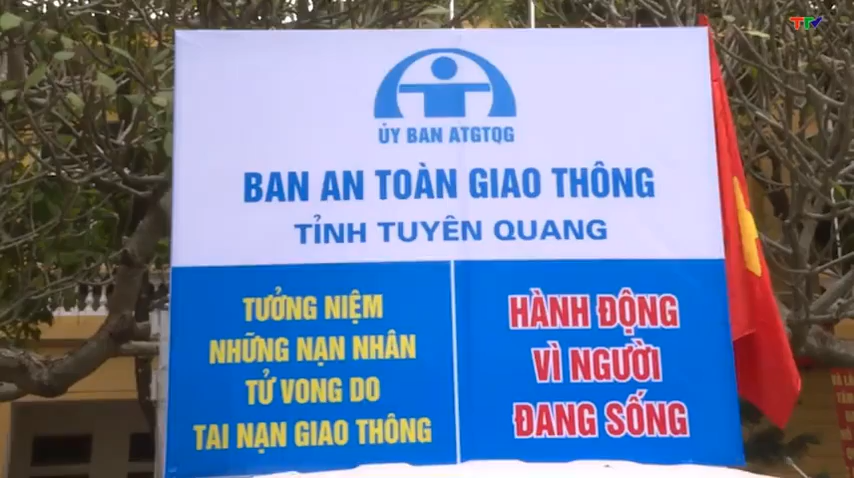 TTV
ỦY BAN ATGTQG
BAN AN TOÀN GIAO THÔNG
TỈNH TUYÊN QUANG
TƯỞNG NIỆM
NHỮNG NẠN NHÂN
TỬ VONG DO
TAI NẠN GIAO THÔNG
HÀNH ĐỘNG
VÌ NGƯỜI
ĐANG SỐNG